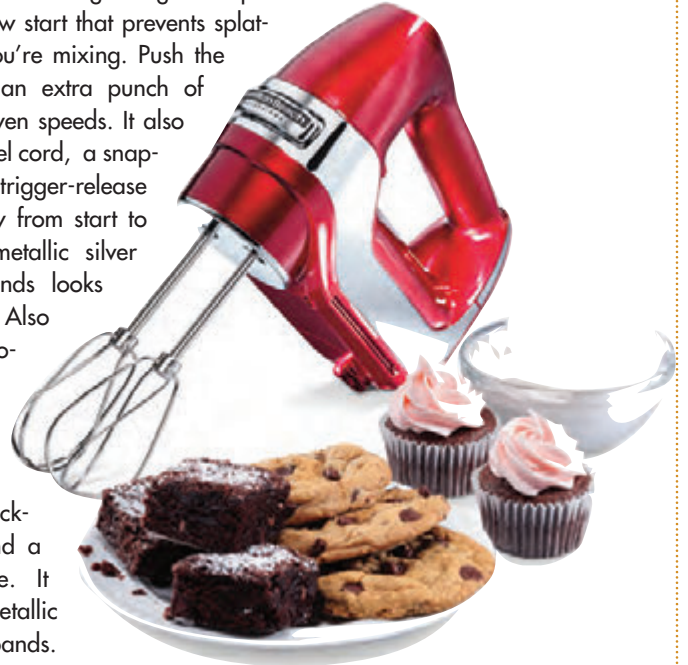 w start that prevents splat-
ou're mixing. Push the
an extra punch of
ven speeds. It also
el cord, a snap-
trigger-release
y from start to
metallic silver
nds looks
Also
o-
ck-
nd a
e. It
etallic
bands.